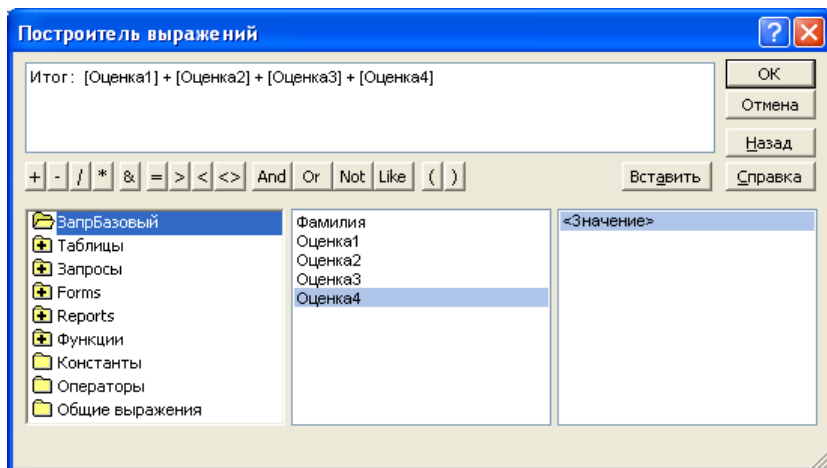 Построитель выражений
Итог: [Оценка1] + [Оценка2] + [Оценка3] + [Оценка4]
ОК
Отмена
Назад
+ - / * & = > < <> And Or Not Like ( ) Вставить Справка
ЗапрБазовый
Таблицы
Запросы
Forms
Reports
Функции
Константы
Операторы
Общие выражения
Фамилия
Оценка1
Оценка2
Оценка3
Оценка4
<Значение>